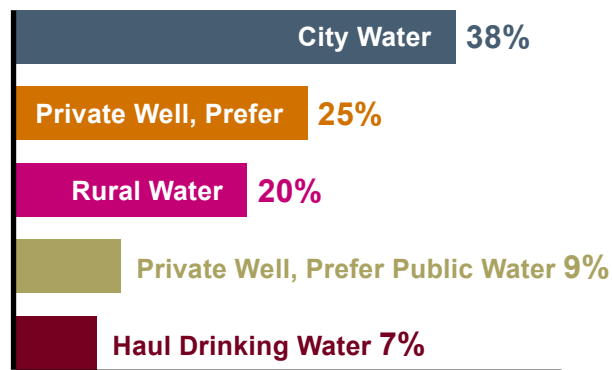 City Water 38%
Private Well, Prefer 25%
Rural Water 20%
Private Well, Prefer Public Water 9%
Haul Drinking Water 7%